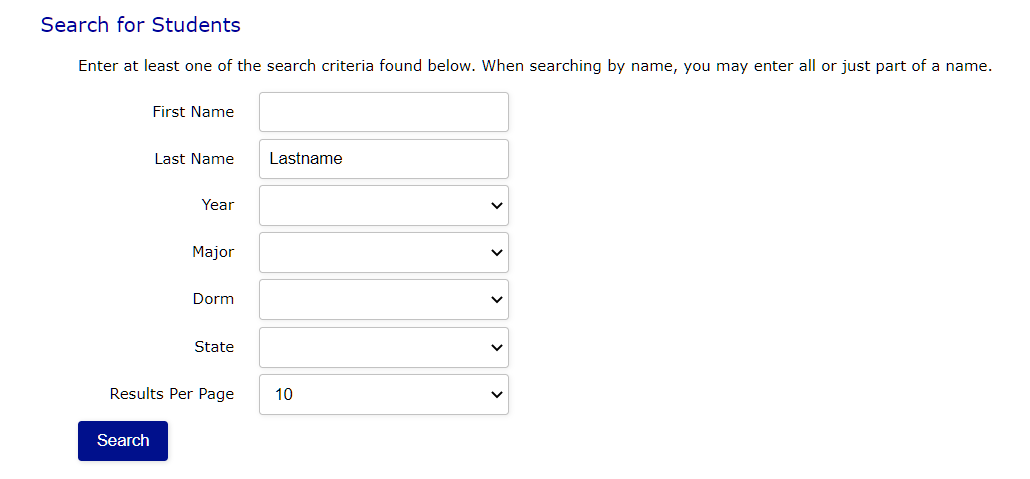 Search for Students
Enter at least one of the search criteria found below. When searching by name, you may enter all or just part of a name.
First Name
Last Name Lastname
Year
Major
Dorm
State
Results Per Page 10
Search